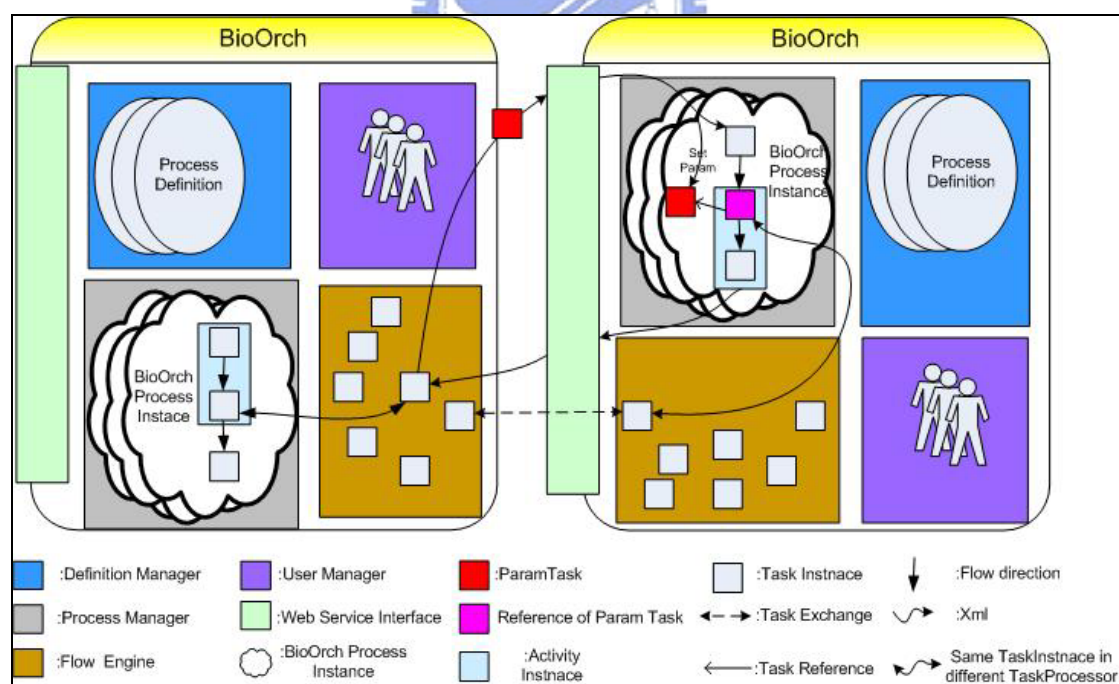 BioOrch
BioOrch
Process
Definition
BioOrch
Process
Instace
Set
Param
BioOrch
Process
Instance
Process
Definition
:Definition Manager
:User Manager
:ParamTask
:Task Instnace
:Flow direction
:Process Manager
:Web Service Interface
Reference of Param Task
:Task Exchange
:Xml
:Flow Engine
:BioOrch Process
Instance
:Activity
Instnace
:Task Reference
Same TaskInstnace in
different TaskProcessor